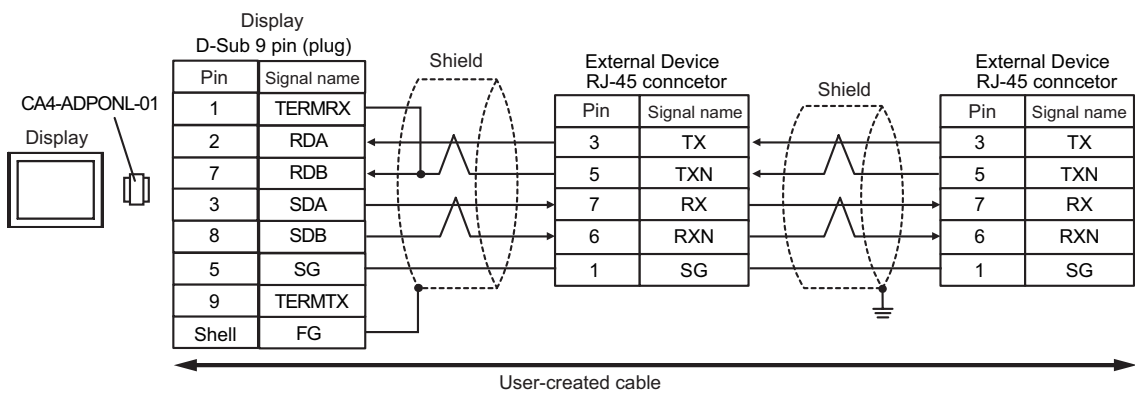 Display
D-Sub 9 pin (plug)
Pin Signal name
1 TERMRX
2 RDA
7 RDB
3 SDA
8 SDB
5 SG
9 TERMTX
Shell FG
CA4-ADPONL-01
Display
Shield
External Device
RJ-45 conncetor
Pin Signal name
3 TX
5 TXN
7 RX
6 RXN
1 SG
Shield
External Device
RJ-45 conncetor
Pin Signal name
3 TX
5 TXN
7 RX
6 RXN
1 SG
User-created cable